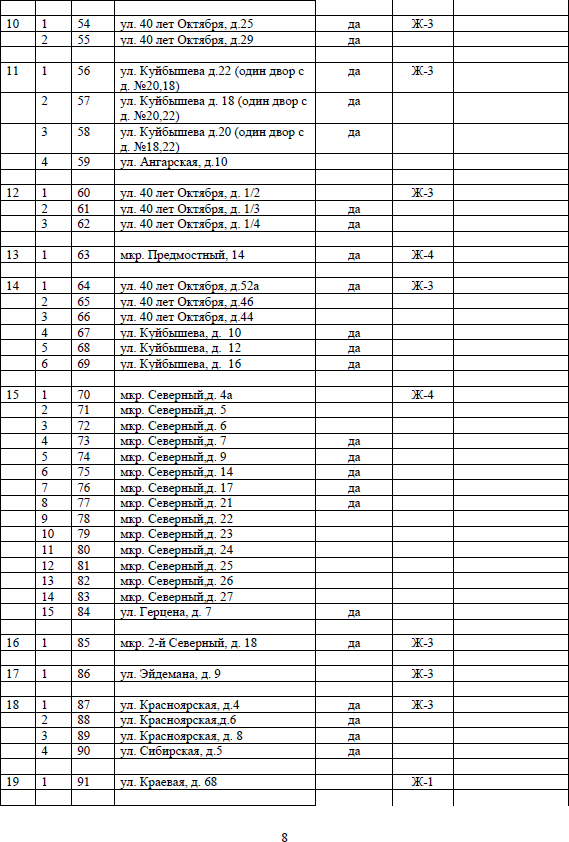 10 1 54 ул. 40 лет Октября, д.25 да Ж-3
2 55 ул. 40 лет Октября, д.29 да
11 1 56 ул. Куйбышева д.22 (один двор с да Ж-3
д. №20,18)
2 57 ул. Куйбышева д. 18 (один двор с да
д. №20,22)
3 58 ул. Куйбышева д.20 (один двор с да
д. №18,22)
4 59 ул. Ангарская, д.10
12 1 60 ул. 40 лет Октября, д. 1/2 Ж-3
2 61 ул. 40 лет Октября, д. 1/3 да
3 62 ул. 40 лет Октября, д. 1/4 да
13 1 63 мкр. Предмостный, 14 да Ж-4
14 1 64 ул. 40 лет Октября, д.52а да Ж-3
2 65 ул. 40 лет Октября, д.46
3 66 ул. 40 лет Октября, д.44
4 67 ул. Куйбышева, д. 10 да
5 68 ул. Куйбышева, д. 12 да
6 69 ул. Куйбышева, д. 16 да
15 1 70 мкр. Северный,д. 4а Ж-4
2 71 мкр. Северный,д. 5
3 72 мкр. Северный,д. 6
4 73 мкр. Северный,д. 7 да
5 74 мкр. Северный,д. 9 да
6 75 мкр. Северный,д. 14 да
7 76 мкр. Северный,д. 17 да
8 77 мкр. Северный,д. 21 да
9 78 мкр. Северный,д. 22
10 79 мкр. Северный,д. 23
11 80 мкр. Северный,д. 24
12 81 мкр. Северный,д. 25
13 82 мкр. Северный,д. 26
14 83 мкр. Северный,д. 27
15 84 ул. Герцена, д. 7 да
16 1 85 мкр. 2-й Северный, д. 18 да Ж-3
17 1 86 ул. Эйдемана, д. 9 Ж-3
18 1 87 ул. Красноярская, д.4 да Ж-3
2 88 ул. Красноярская,д.6 да
3 89 ул. Красноярская, д. 8 да
4 90 ул. Сибирская, д.5 да
19 1 91 ул. Краевая, д. 68 Ж-1
8